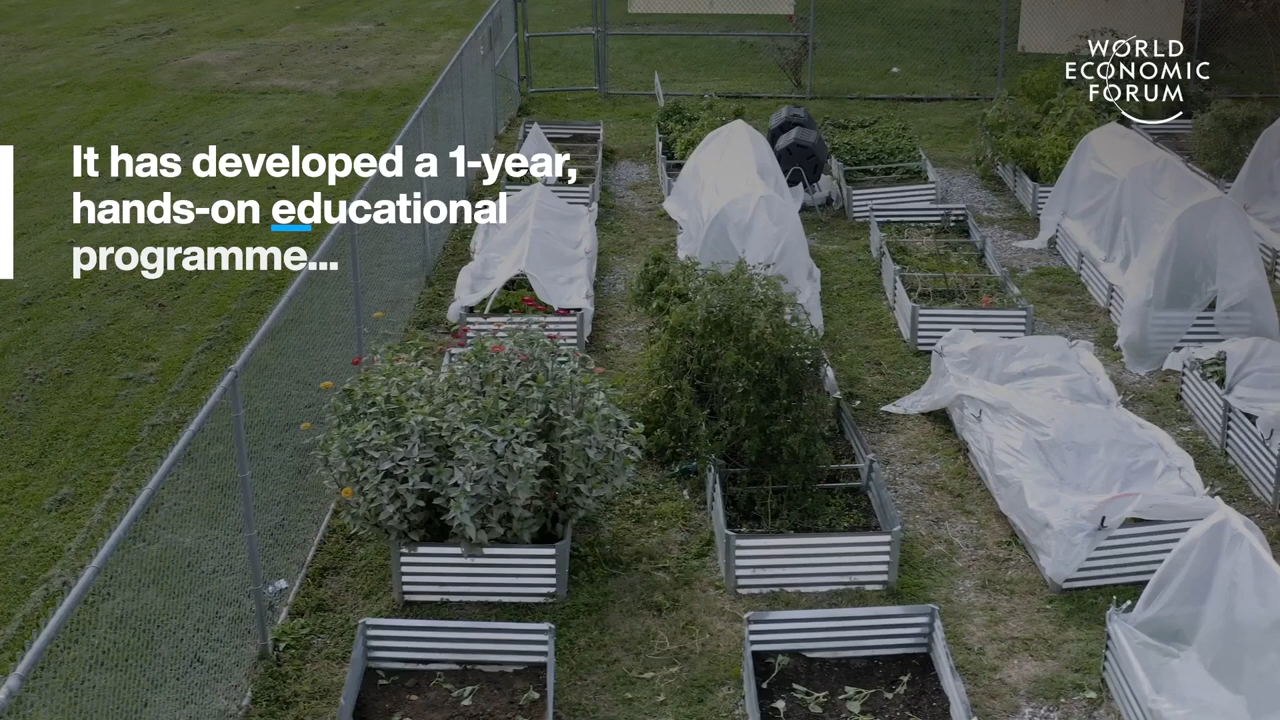 WORLD
ECONOMIC
FORUM
It has developed a 1-year,
hands-on educational
programme...